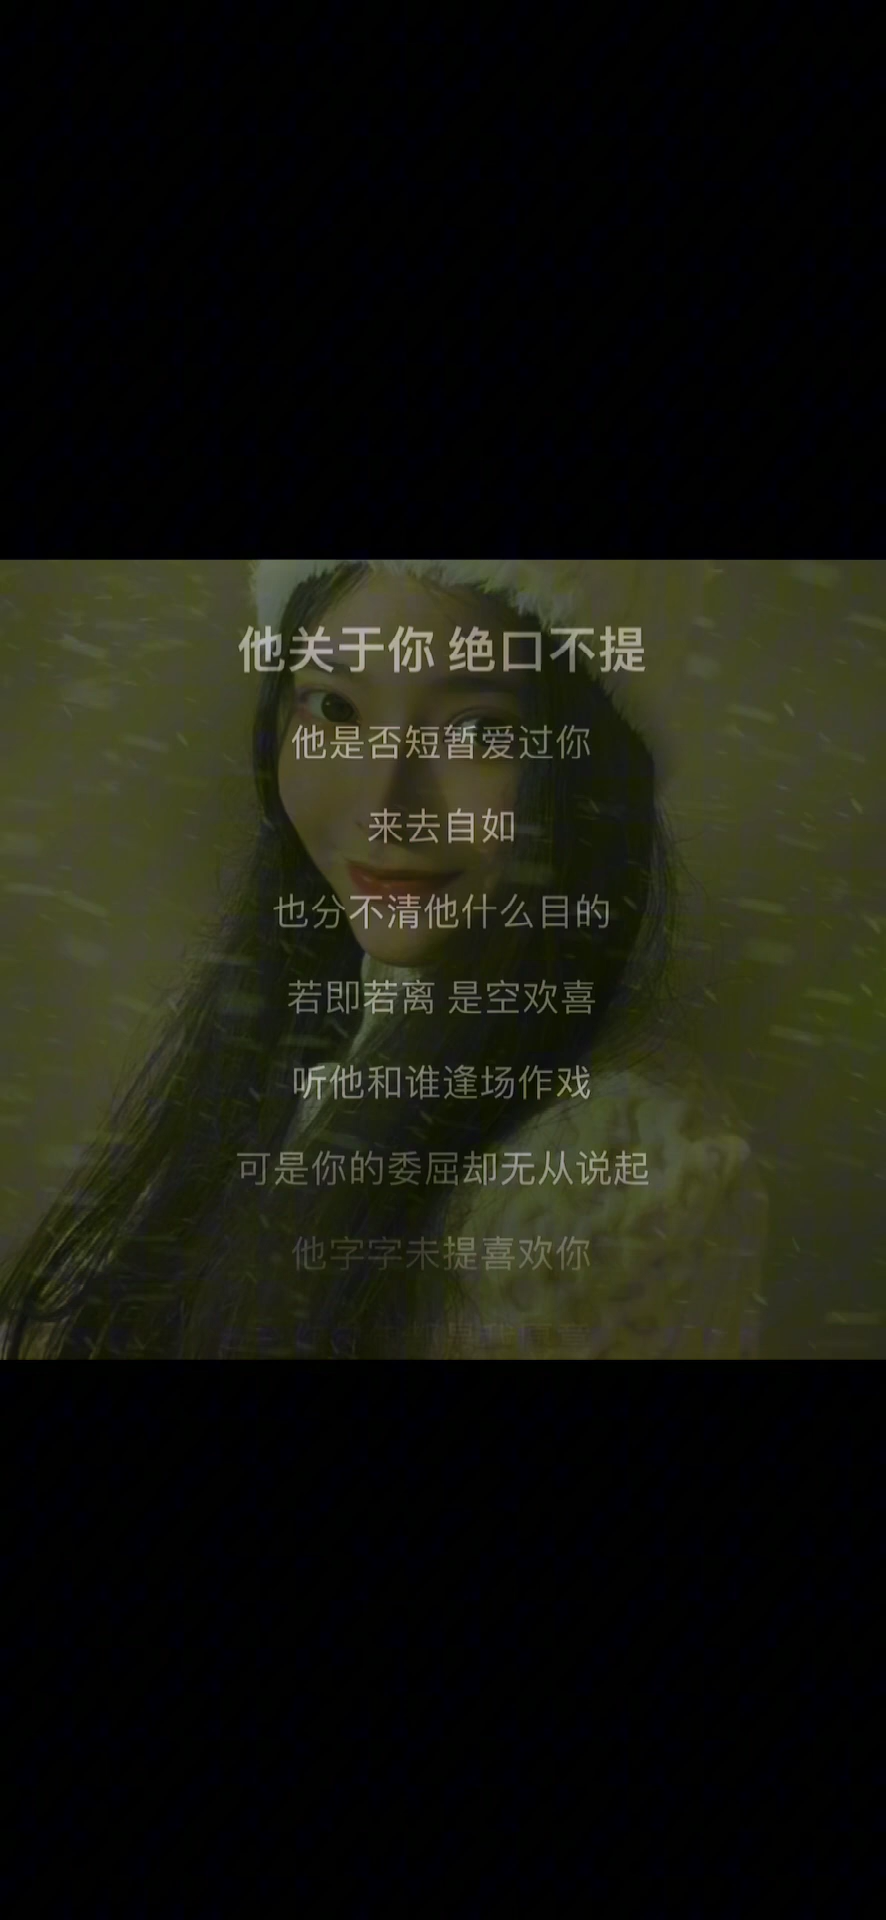 他关于你 绝口不提
他是否短暂爱过你
来去自如
也分不清他什么目的
若即若离 是空欢喜
听他和谁逢场作戏
可是你的委屈却无从说起
他字字未提喜欢你